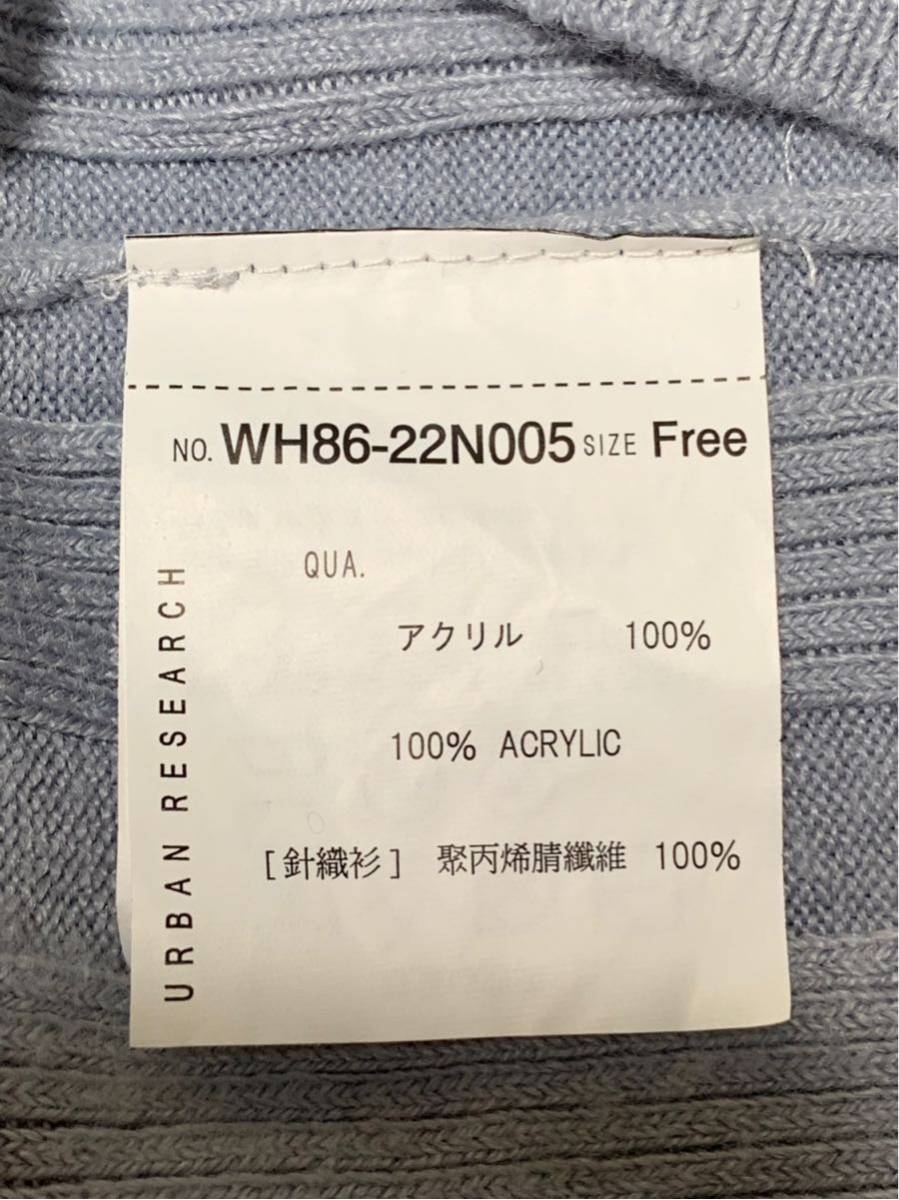 NO. WH86-22N005 SIZE Free
QUA.
アクリル 100%
100% ACRYLIC
[針織衫] 聚丙烯腈纖維 100%
URBAN RESEARCH